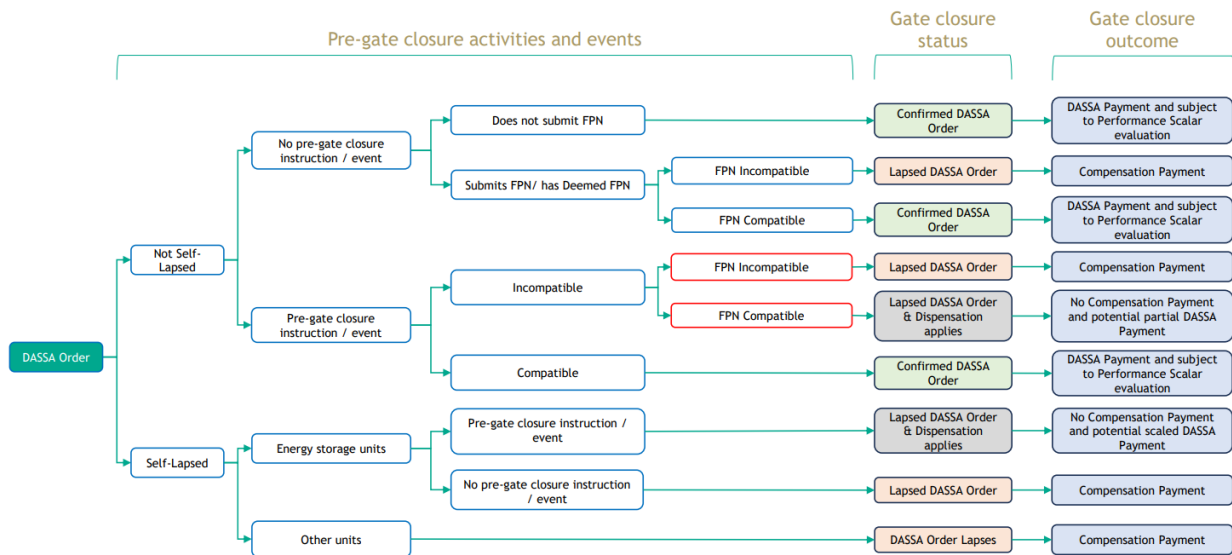 Pre-gate closure activities and events
Gate closure
status
Gate closure
outcome
Does not submit FPN
Confirmed DASSA
Order
DASSA Payment and subject
to Performance Scalar
evaluation
No pre-gate closure
instruction / event
Submits FPN/ has Deemed FPN
FPN Incompatible
Lapsed DASSA Order
Compensation Payment
FPN Compatible
Confirmed DASSA
Order
DASSA Payment and subject
to Performance Scalar
evaluation
Not Self-
Lapsed
FPN Incompatible
Lapsed DASSA Order
Compensation Payment
Incompatible
Pre-gate closure
instruction / event
FPN Compatible
Lapsed DASSA Order
& Dispensation
applies
No Compensation Payment
and potential partial DASSA
Payment
DASSA Order
Compatible
Confirmed DASSA
Order
DASSA Payment and subject
to Performance Scalar
evaluation
Self-Lapsed
Energy storage units
Pre-gate closure instruction /
event
Lapsed DASSA Order
& Dispensation
applies
No Compensation Payment
and potential scaled DASSA
Payment
No pre-gate closure instruction
/ event
Lapsed DASSA Order
Compensation Payment
Other units
DASSA Order Lapses
Compensation Payment